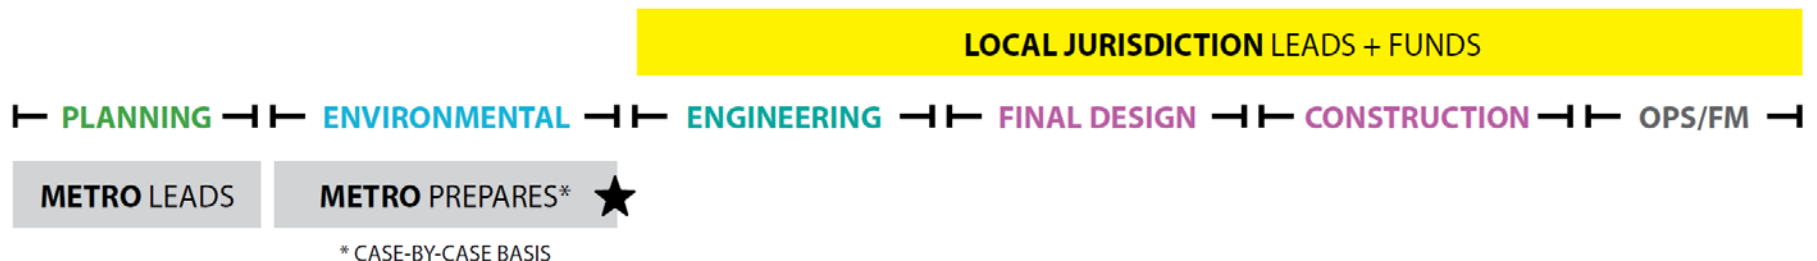 LOCAL JURISDICTION LEADS + FUNDS
PLANNING ENVIRONMENTAL ENGINEERING FINAL DESIGN CONSTRUCTION OPS/FM
METRO LEADS METRO PREPARES*
* CASE-BY-CASE BASIS